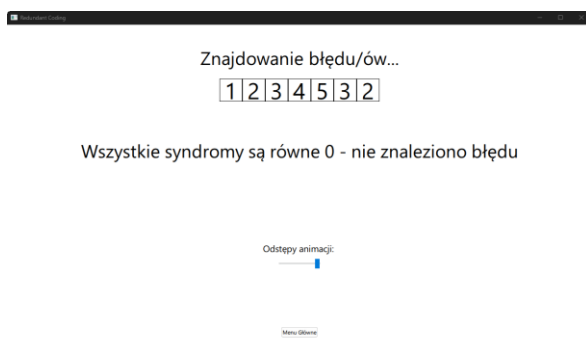 Redundant Coding
Znajdowanie błędu/ów...
1 2 3 4 5 3 2
Wszystkie syndromy są równe 0 - nie znaleziono błędu
Odstępy animacji:
Menu Główne